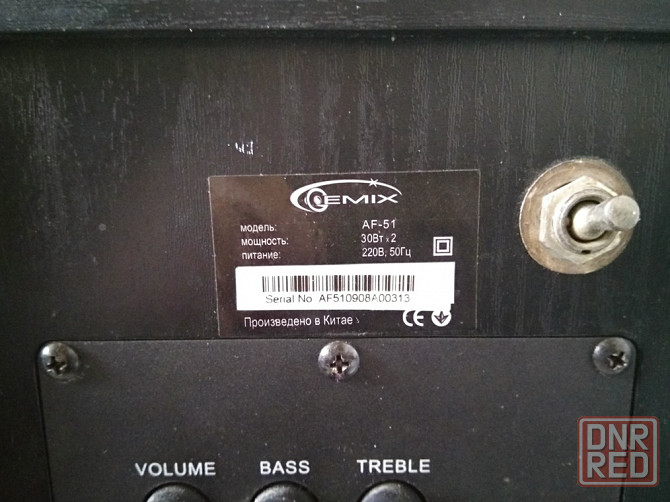 GEMIX
модель: AF-51
мощность: 30Вт x 2
питание: 220В, 50Гц
Serial No AF510908A00313
Произведено в Китае
CE
VOLUME BASS TREBLE
DNR
RED